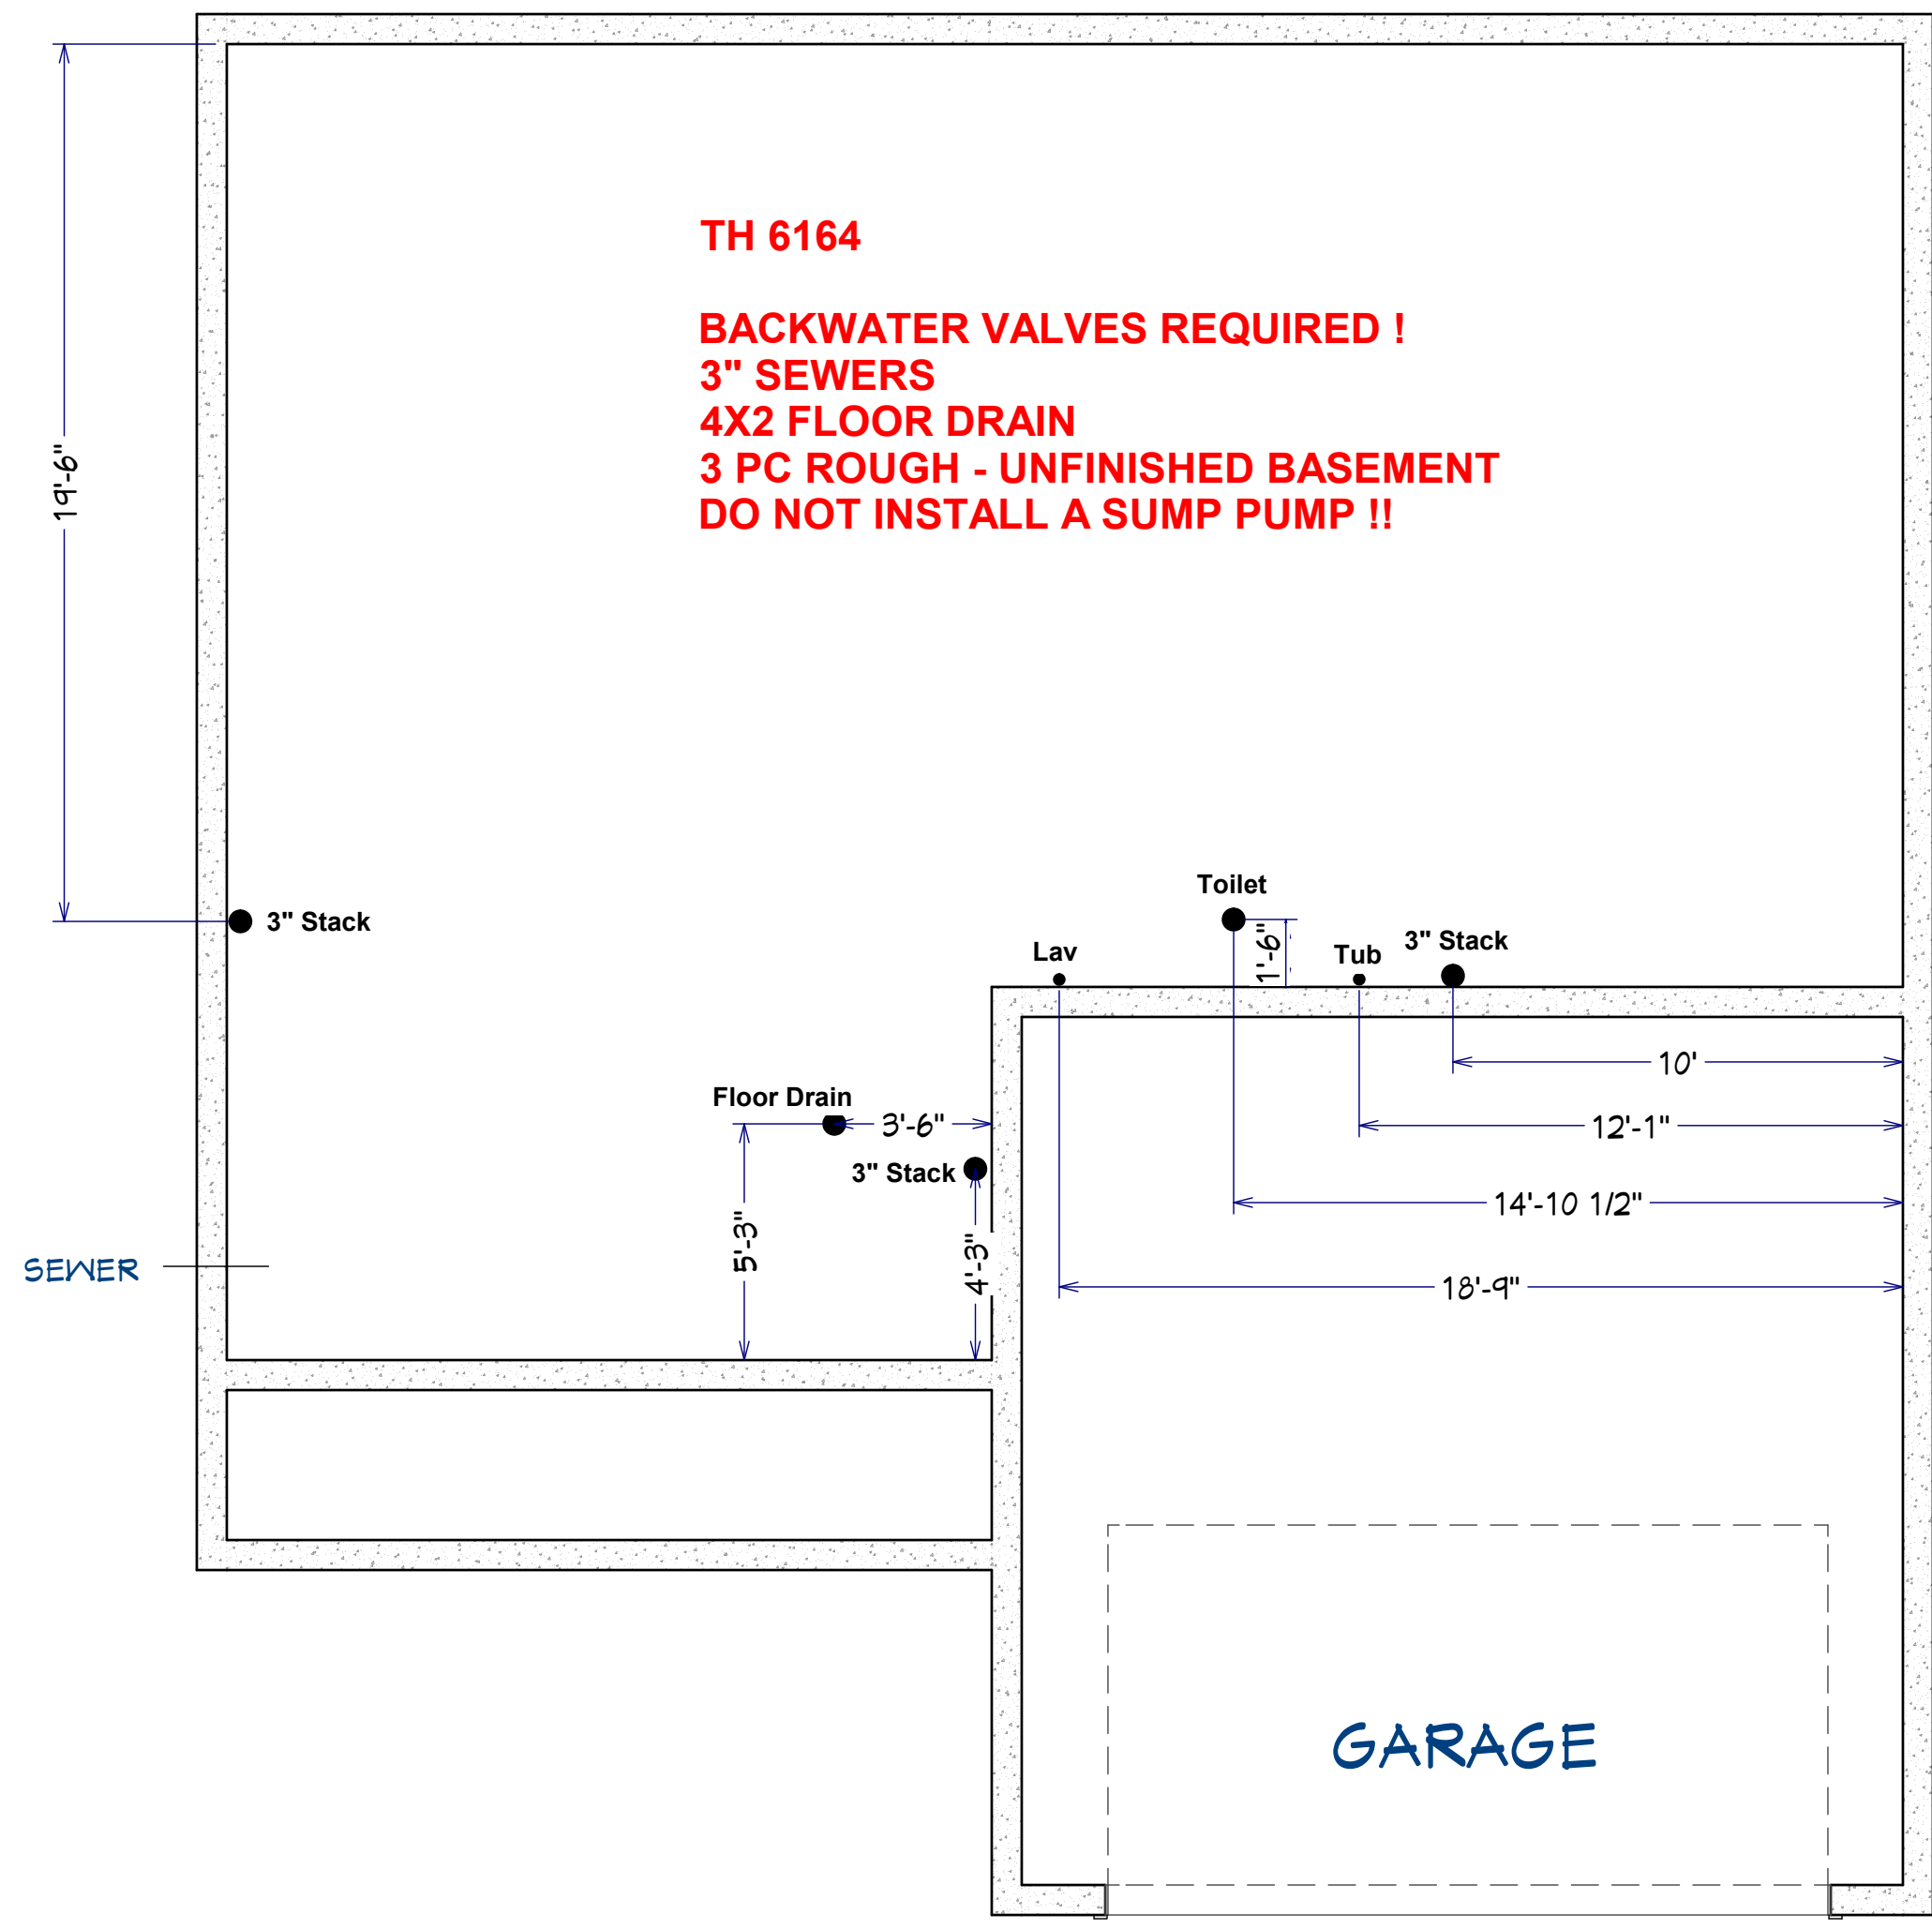 TH 6164
BACKWATER VALVES REQUIRED !
3" SEWERS
4X2 FLOOR DRAIN
3 PC ROUGH - UNFINISHED BASEMENT
DO NOT INSTALL A SUMP PUMP !!
19'-6"
3" Stack
Toilet
1'-6"
Lav
Tub
3" Stack
10'
Floor Drain
3'-6"
12'-1"
3" Stack
14'-10 1/2"
5'-3"
4'-3"
SEWER
18'-9"
GARAGE